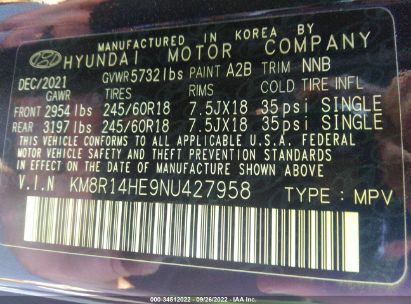 MANUFACTURED IN KOREA BY
HYUNDAI MOTOR COMPANY
DEC/2021 GVWR 5732 lbs PAINT A2B TRIM NNB
GAWR TIRES RIMS COLD TIRE INFL
FRONT 2954 lbs 245/60R18 7.5JX18 35psi SINGLE
REAR 3197 lbs 245/60R18 7.5JX18 35psi SINGLE
THIS VEHICLE CONFORMS TO ALL APPLICABLE U.S.A. FEDERAL
MOTOR VEHICLE SAFETY AND THEFT PREVENTION STANDARDS
IN EFFECT ON THE DATE OF MANUFACTURE SHOWN ABOVE.
V.I.N KM8R14HE9NU427958 TYPE : MPV
000 34512022 - 09/26/2022 - IAA Inc.